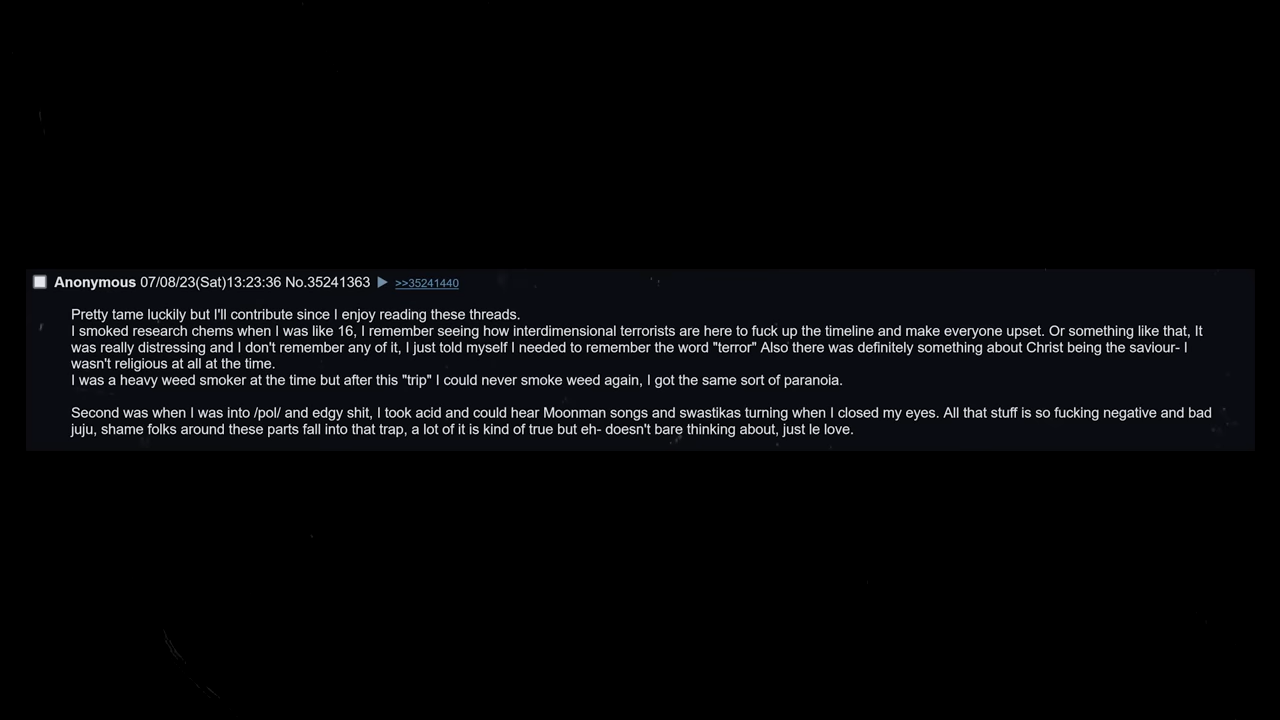 Anonymous 07/08/23(Sat)13:23:36 No.35241363 ▶ >>35241440
Pretty tame luckily but I'll contribute since I enjoy reading these threads.
I smoked research chems when I was like 16, I remember seeing how interdimensional terrorists are here to fuck up the timeline and make everyone upset. Or something like that, It
was really distressing and I don't remember any of it, I just told myself I needed to remember the word "terror" Also there was definitely something about Christ being the saviour- I
wasn't religious at all at the time.
I was a heavy weed smoker at the time but after this "trip" I could never smoke weed again, I got the same sort of paranoia.
Second was when I was into /pol/ and edgy shit, I took acid and could hear Moonman songs and swastikas turning when I closed my eyes. All that stuff is so fucking negative and bad
juju, shame folks around these parts fall into that trap, a lot of it is kind of true but eh- doesn't bare thinking about, just le love.